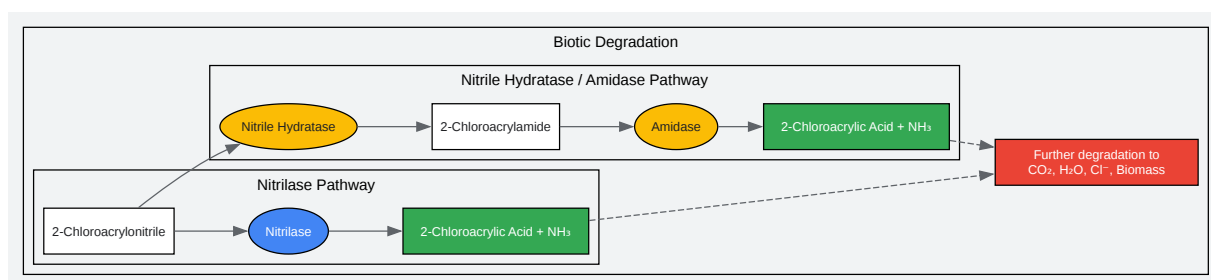 Biotic Degradation
Nitrile Hydratase / Amidase Pathway
Nitrile Hydratase
2-Chloroacrylamide
Amidase
2-Chloroacrylic Acid + NH₃
Further degradation to
CO₂, H₂O, Cl⁻, Biomass
Nitrilase Pathway
2-Chloroacrylonitrile
Nitrilase
2-Chloroacrylic Acid + NH₃